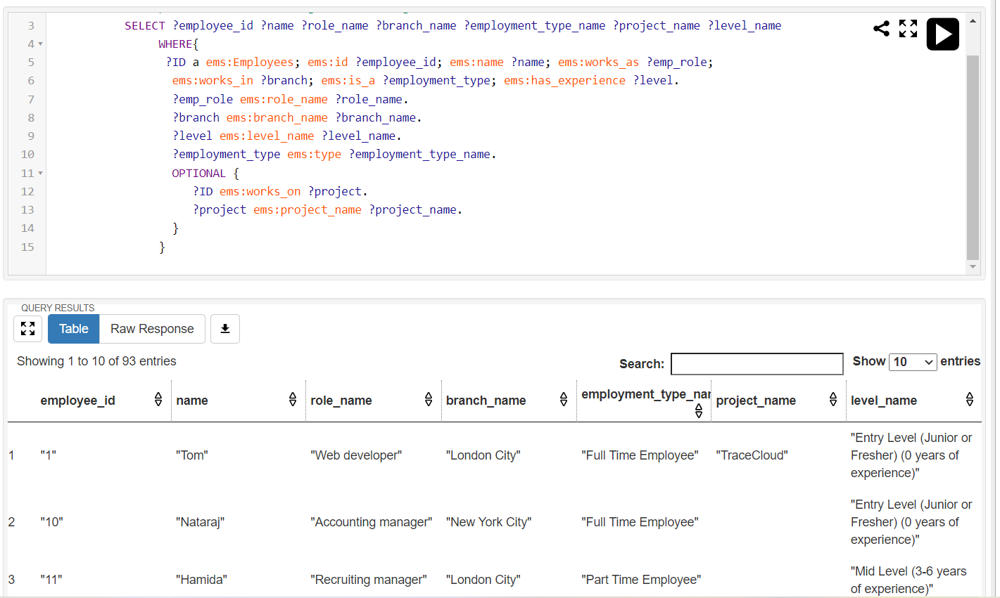 3 SELECT ?employee_id ?name ?role_name ?branch_name ?employment_type_name ?project_name ?level_name
4 WHERE{
5 ?ID a ems:Employees; ems:id ?employee_id; ems:name ?name; ems:works_as ?emp_role;
6 ems:works_in ?branch; ems:is_a ?employment_type; ems:has_experience ?level.
7 ?emp_role ems:role_name ?role_name.
8 ?branch ems:branch_name ?branch_name.
9 ?level ems:level_name ?level_name.
10 ?employment_type ems:type ?employment_type_name.
11 OPTIONAL {
12 ?ID ems:works_on ?project.
13 ?project ems:project_name ?project_name.
14 }
15 }
QUERY RESULTS
Table Raw Response
Showing 1 to 10 of 93 entries
Search: Show 10 entries
employee_id name role_name branch_name employment_type_nar project_name level_name
1 "1" "Tom" "Web developer" "London City" "Full Time Employee" "TraceCloud" "Entry Level (Junior or
Fresher) (0 years of
experience)"
2 "10" "Nataraj" "Accounting manager" "New York City" "Full Time Employee" "Entry Level (Junior or
Fresher) (0 years of
experience)"
3 "11" "Hamida" "Recruiting manager" "London City" "Part Time Employee" "Mid Level (3-6 years
of experience)"